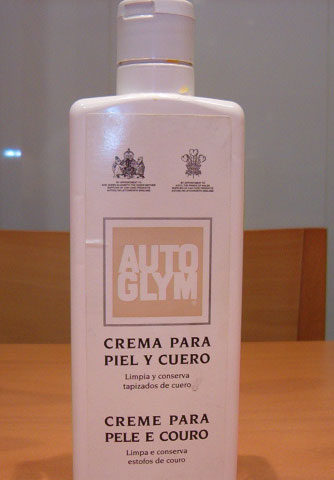 AUTO
GLYM
CREMA PARA
PIEL Y CUERO
Limpia y conserva
tapizados de cuero
CREME PARA
PELE E COURO
Limpa e conserva
estofos de couro